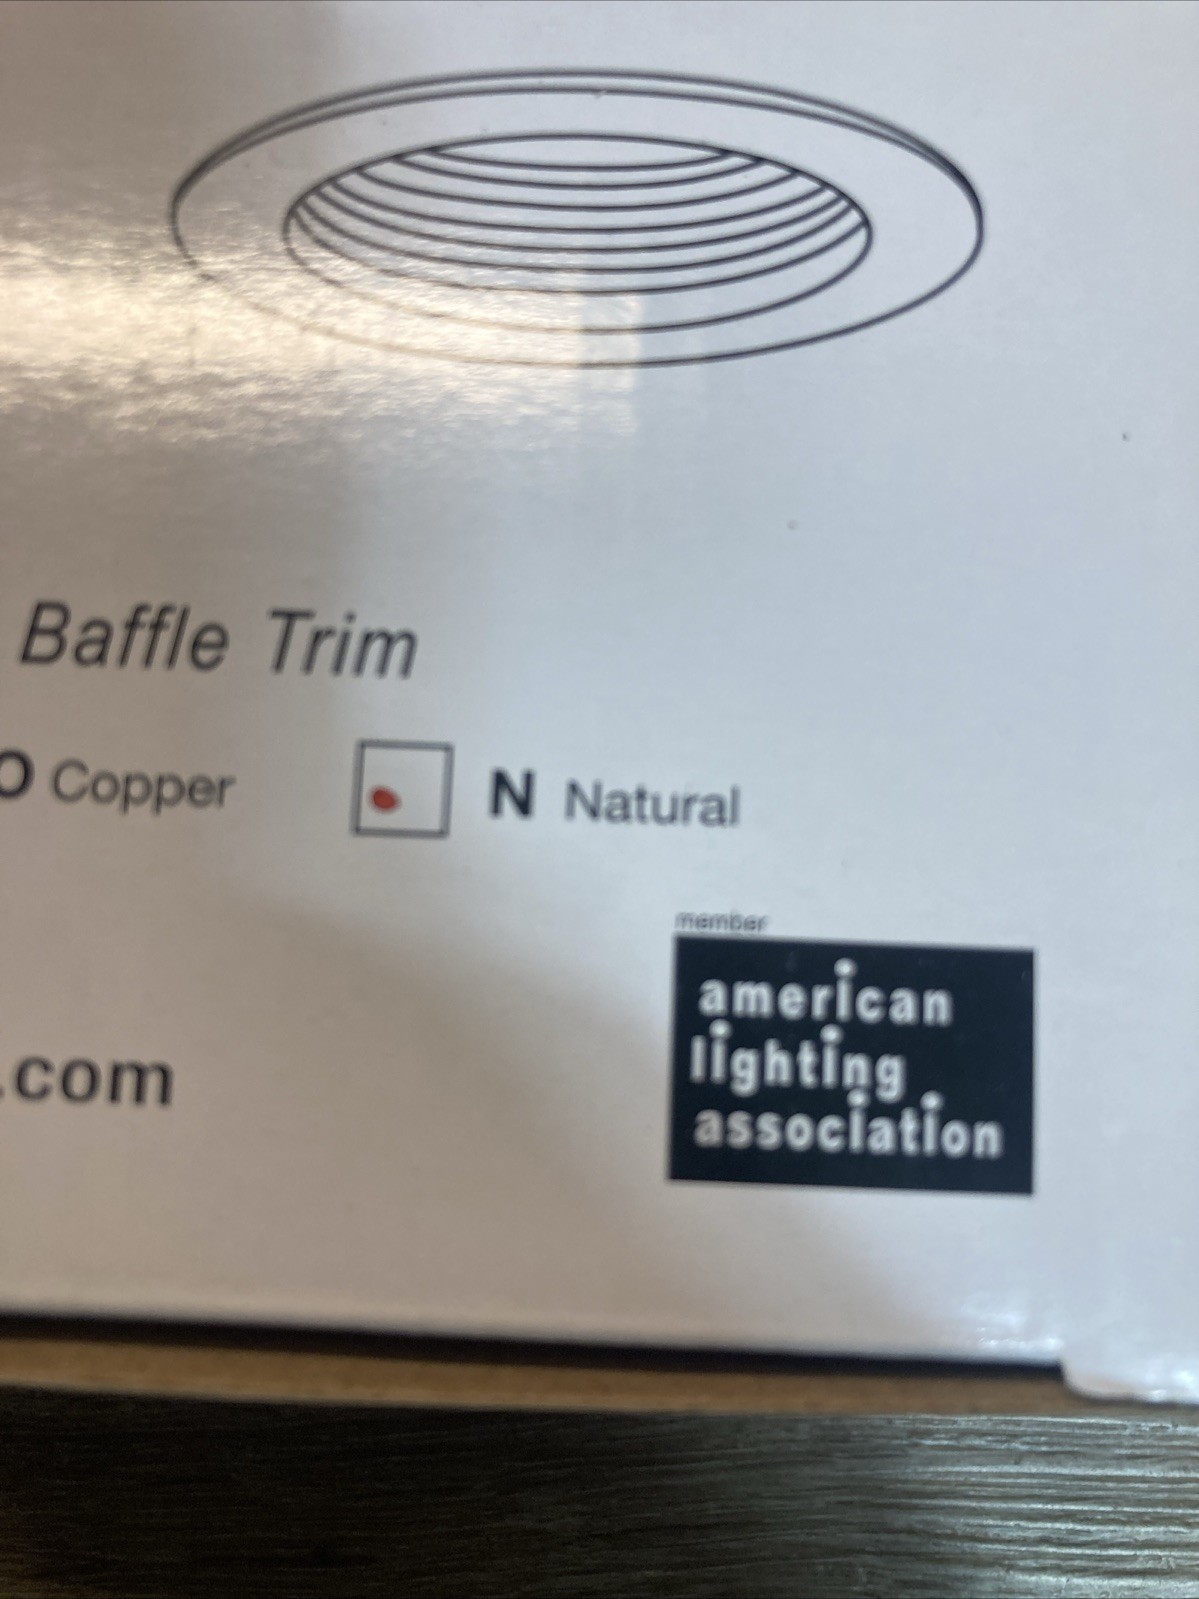 Baffle Trim
O Copper N Natural
member
american
lighting
association
.com